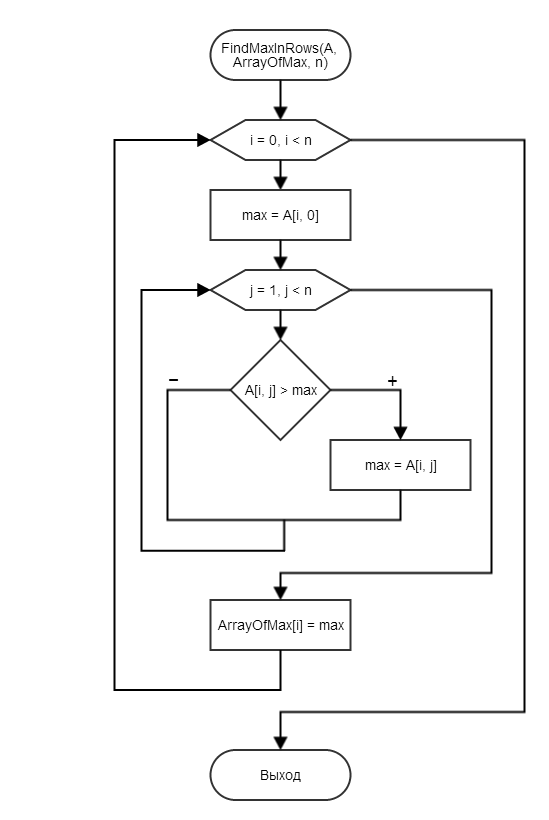 FindMaxInRows(A,
ArrayOfMax, n)
i = 0, i < n
max = A[i, 0]
j = 1, j < n
A[i, j] > max
−
+
max = A[i, j]
ArrayOfMax[i] = max
Выход